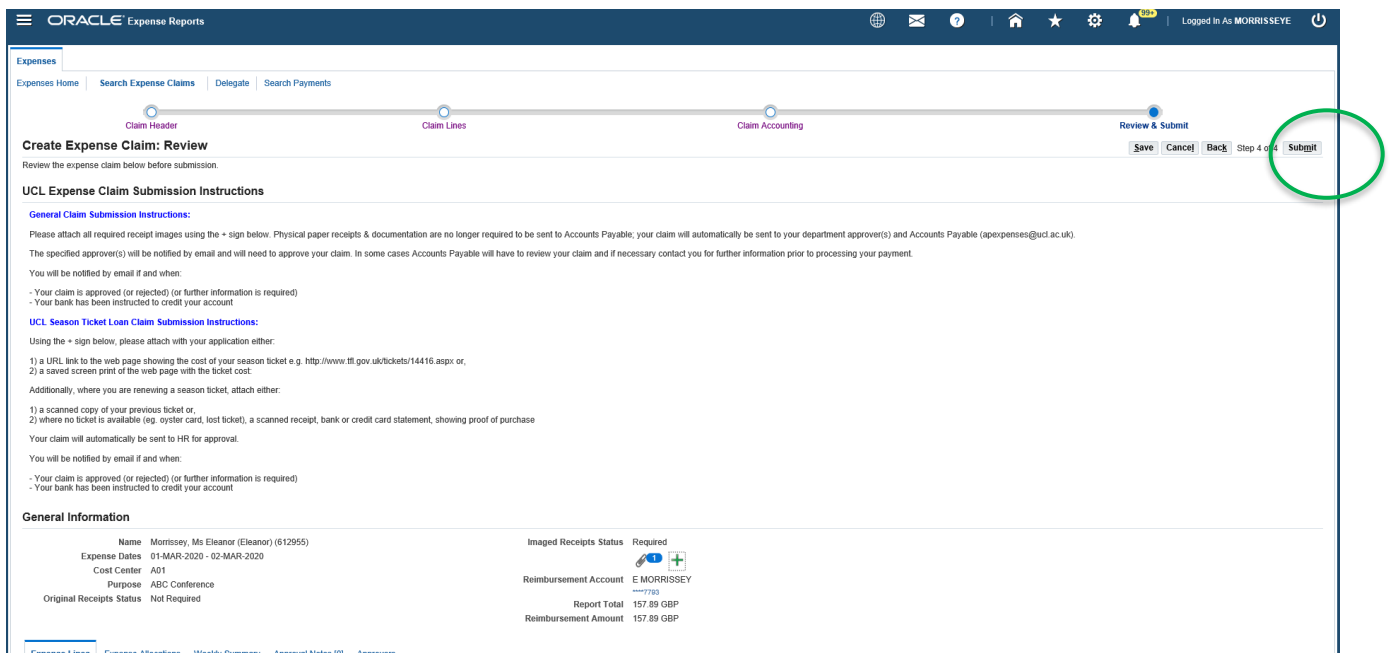 ORACLE Expense Reports
99+
Logged In As MORRISSEYE
Expenses
Expenses Home Search Expense Claims Delegate Search Payments
Claim Header Claim Lines Claim Accounting Review & Submit
Create Expense Claim: Review
Save Cancel Back Step 4 of 4 Submit
Review the expense claim below before submission.
UCL Expense Claim Submission Instructions
General Claim Submission Instructions:
Please attach all required receipt images using the + sign below. Physical paper receipts & documentation are no longer required to be sent to Accounts Payable; your claim will automatically be sent to your department approver(s) and Accounts Payable (apexpenses@ucl.ac.uk).
The specified approver(s) will be notified by email and will need to approve your claim. In some cases Accounts Payable will have to review your claim and if necessary contact you for further information prior to processing your payment.
You will be notified by email if and when:
- Your claim is approved (or rejected) (or further information is required)
- Your bank has been instructed to credit your account
UCL Season Ticket Loan Claim Submission Instructions:
Using the + sign below, please attach with your application either:
1) a URL link to the web page showing the cost of your season ticket e.g. http://www.tfl.gov.uk/tickets/14416.aspx or,
2) a saved screen print of the web page with the ticket cost:
Additionally, where you are renewing a season ticket, attach either:
1) a scanned copy of your previous ticket or,
2) where no ticket is available (eg. oyster card, lost ticket), a scanned receipt, bank or credit card statement, showing proof of purchase
Your claim will automatically be sent to HR for approval.
You will be notified by email if and when:
- Your claim is approved (or rejected) (or further information is required)
- Your bank has been instructed to credit your account
General Information
Name Morrissey, Ms Eleanor (Eleanor) (612955)
Expense Dates 01-MAR-2020 - 02-MAR-2020
Cost Center A01
Purpose ABC Conference
Original Receipts Status Not Required
Imaged Receipts Status Required
1
Reimbursement Account E MORRISSEY
****7793
Report Total 157.89 GBP
Reimbursement Amount 157.89 GBP
Expense Lines Expense Allocations Weekly Summary Approval Notes [0] Approvers